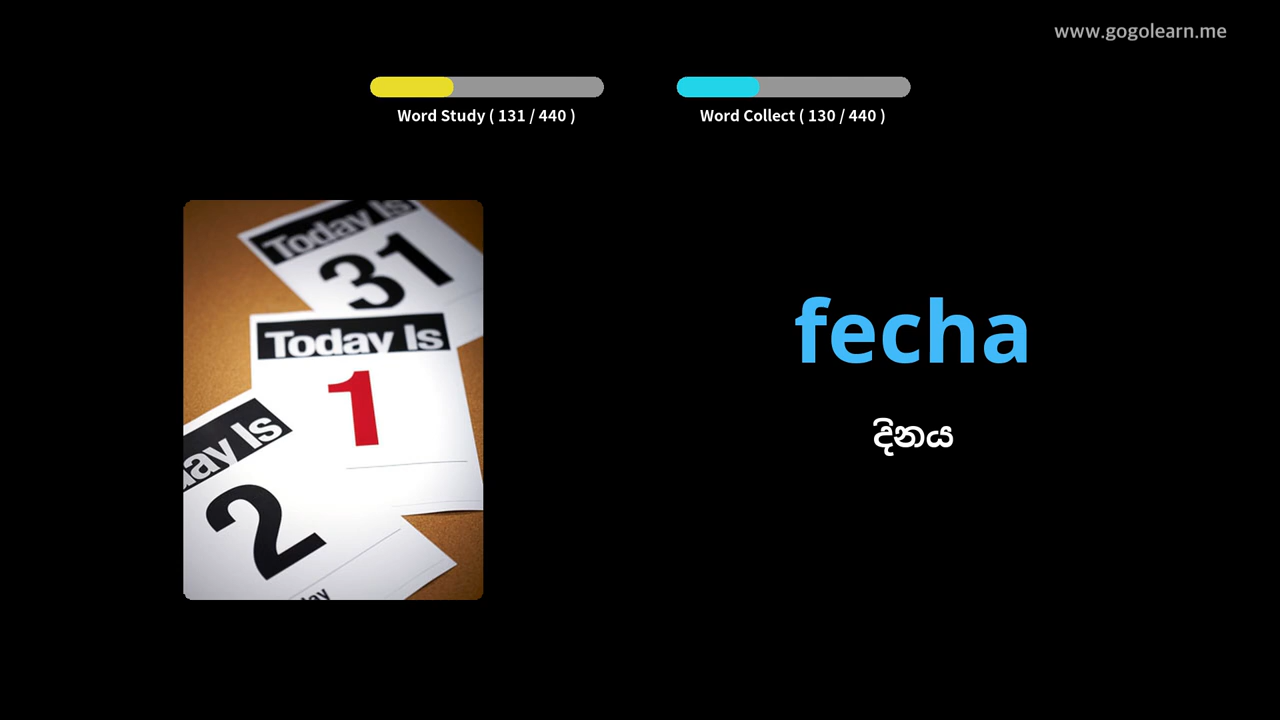 www.gogolearn.me
Word Study ( 131 / 440 )
Word Collect ( 130 / 440 )
Today Is
31
Today Is
1
ay Is
2
fecha
දිනය